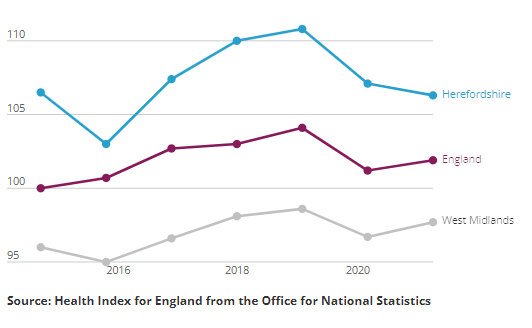 110
Herefordshire
105
England
100
West Midlands
95
2016 2018 2020
Source: Health Index for England from the Office for National Statistics